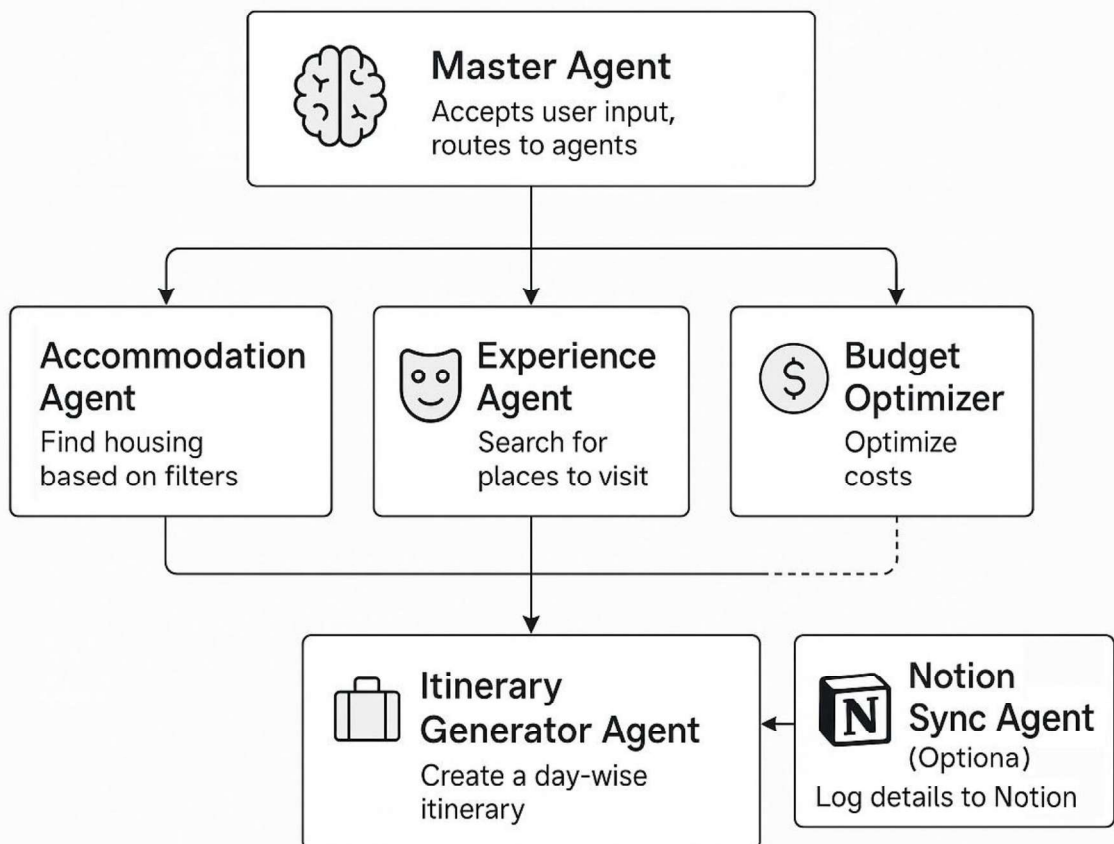 Master Agent
Accepts user input,
routes to agents
Accommodation
Agent
Find housing
based on filters
Experience
Agent
Search for
places to visit
$
Budget
Optimizer
Optimize
costs
Itinerary
Generator Agent
Create a day-wise
itinerary
N
Notion
Sync Agent
(Optiona)
Log details to Notion